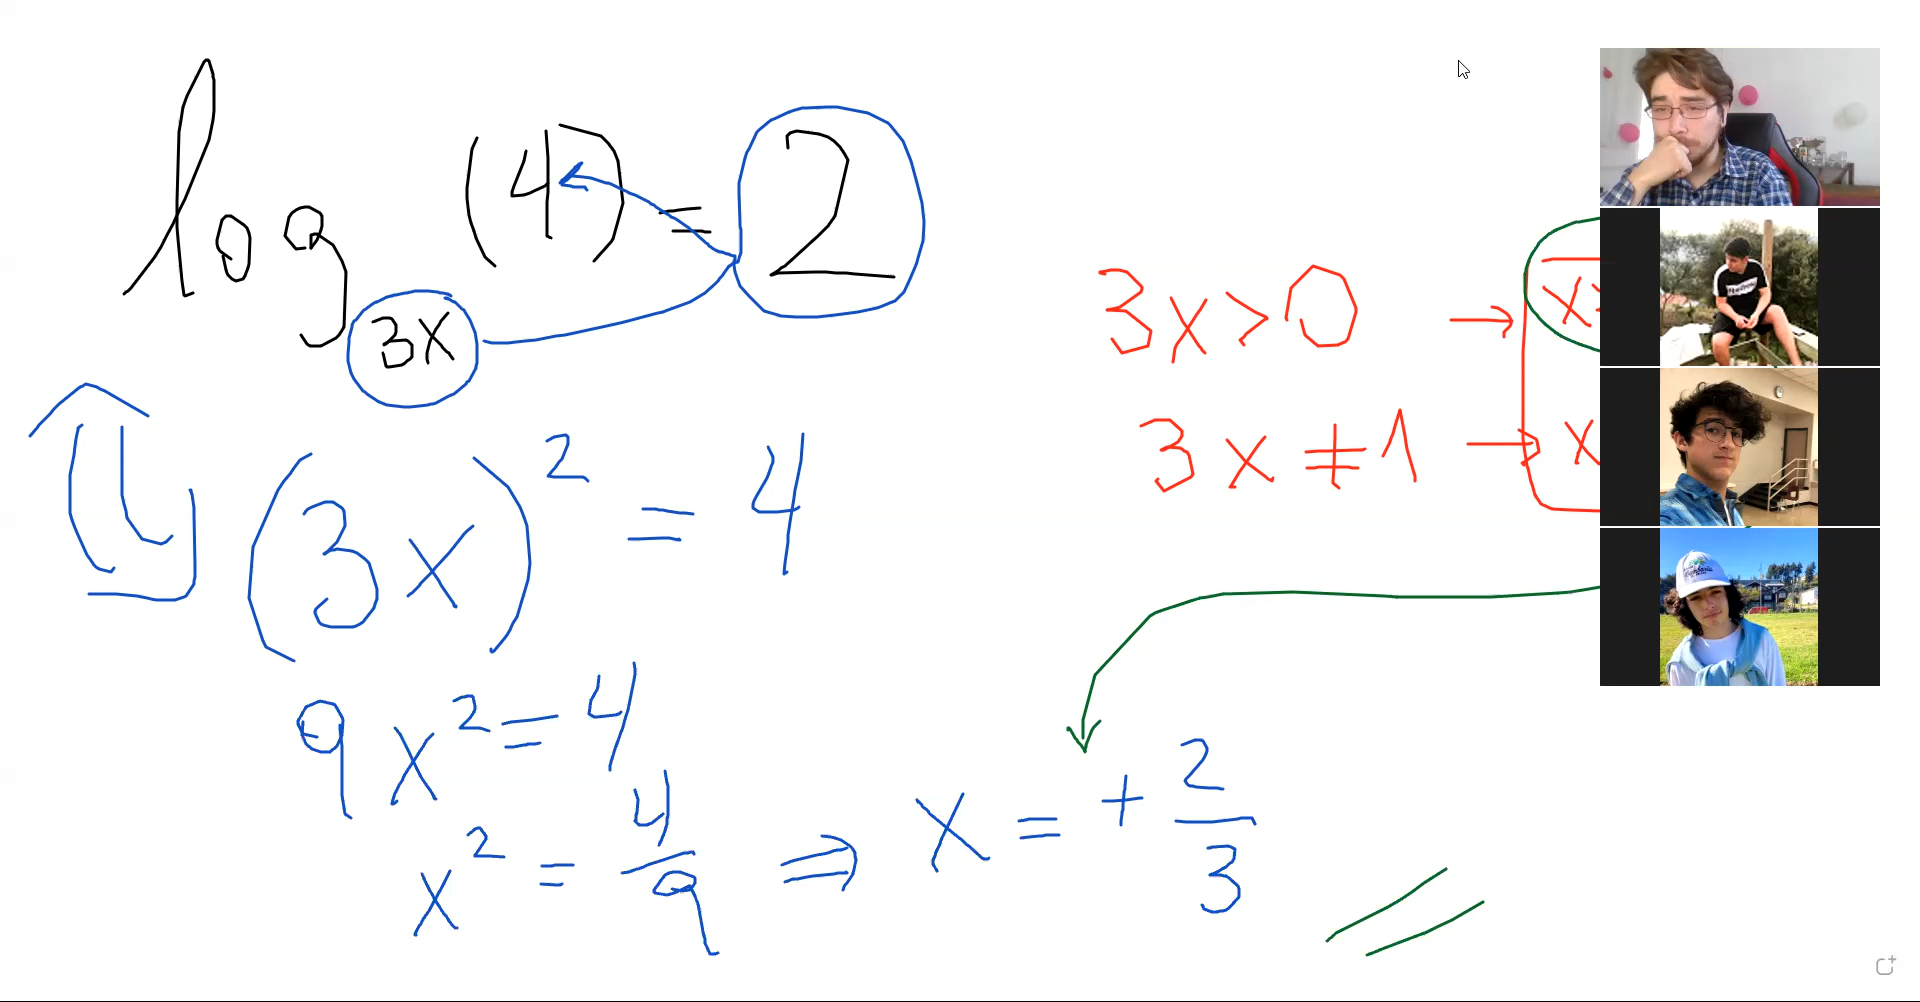 log₃ₓ (4) = 2
3x > 0 → x>
3x ≠ 1 → x
(3x)² = 4
9x² = 4
x² = 4/9 ⇒ x = + 2/3